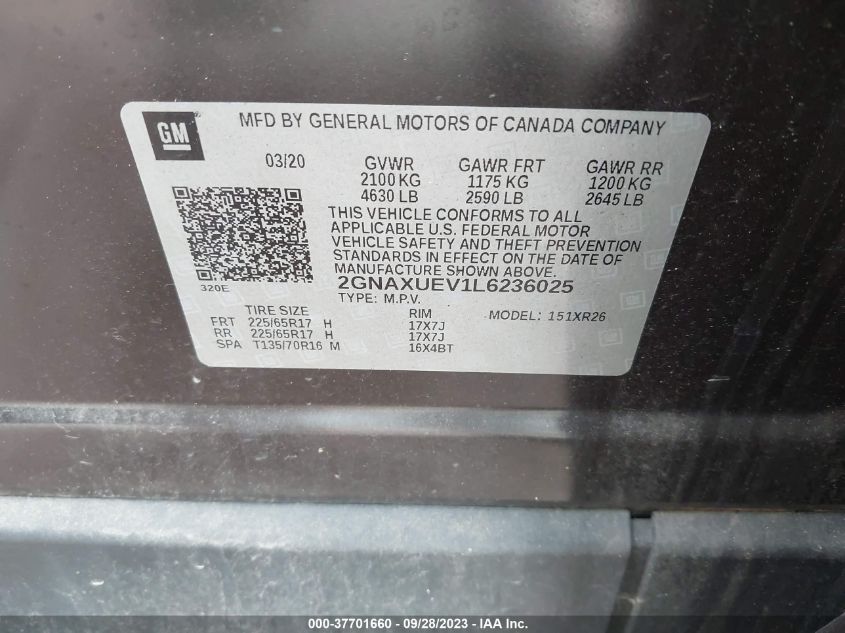 GM
MFD BY GENERAL MOTORS OF CANADA COMPANY
03/20 GVWR GAWR FRT GAWR RR
2100 KG 1175 KG 1200 KG
4630 LB 2590 LB 2645 LB
THIS VEHICLE CONFORMS TO ALL
APPLICABLE U.S. FEDERAL MOTOR
VEHICLE SAFETY AND THEFT PREVENTION
STANDARDS IN EFFECT ON THE DATE OF
MANUFACTURE SHOWN ABOVE.
320E
2GNAXUEV1L6236025
TYPE: M.P.V.
TIRE SIZE RIM MODEL: 151XR26
FRT 225/65R17 H 17X7J
RR 225/65R17 H 17X7J
SPA T135/70R16 M 16X4BT
000-37701660 - 09/28/2023 - IAA Inc.